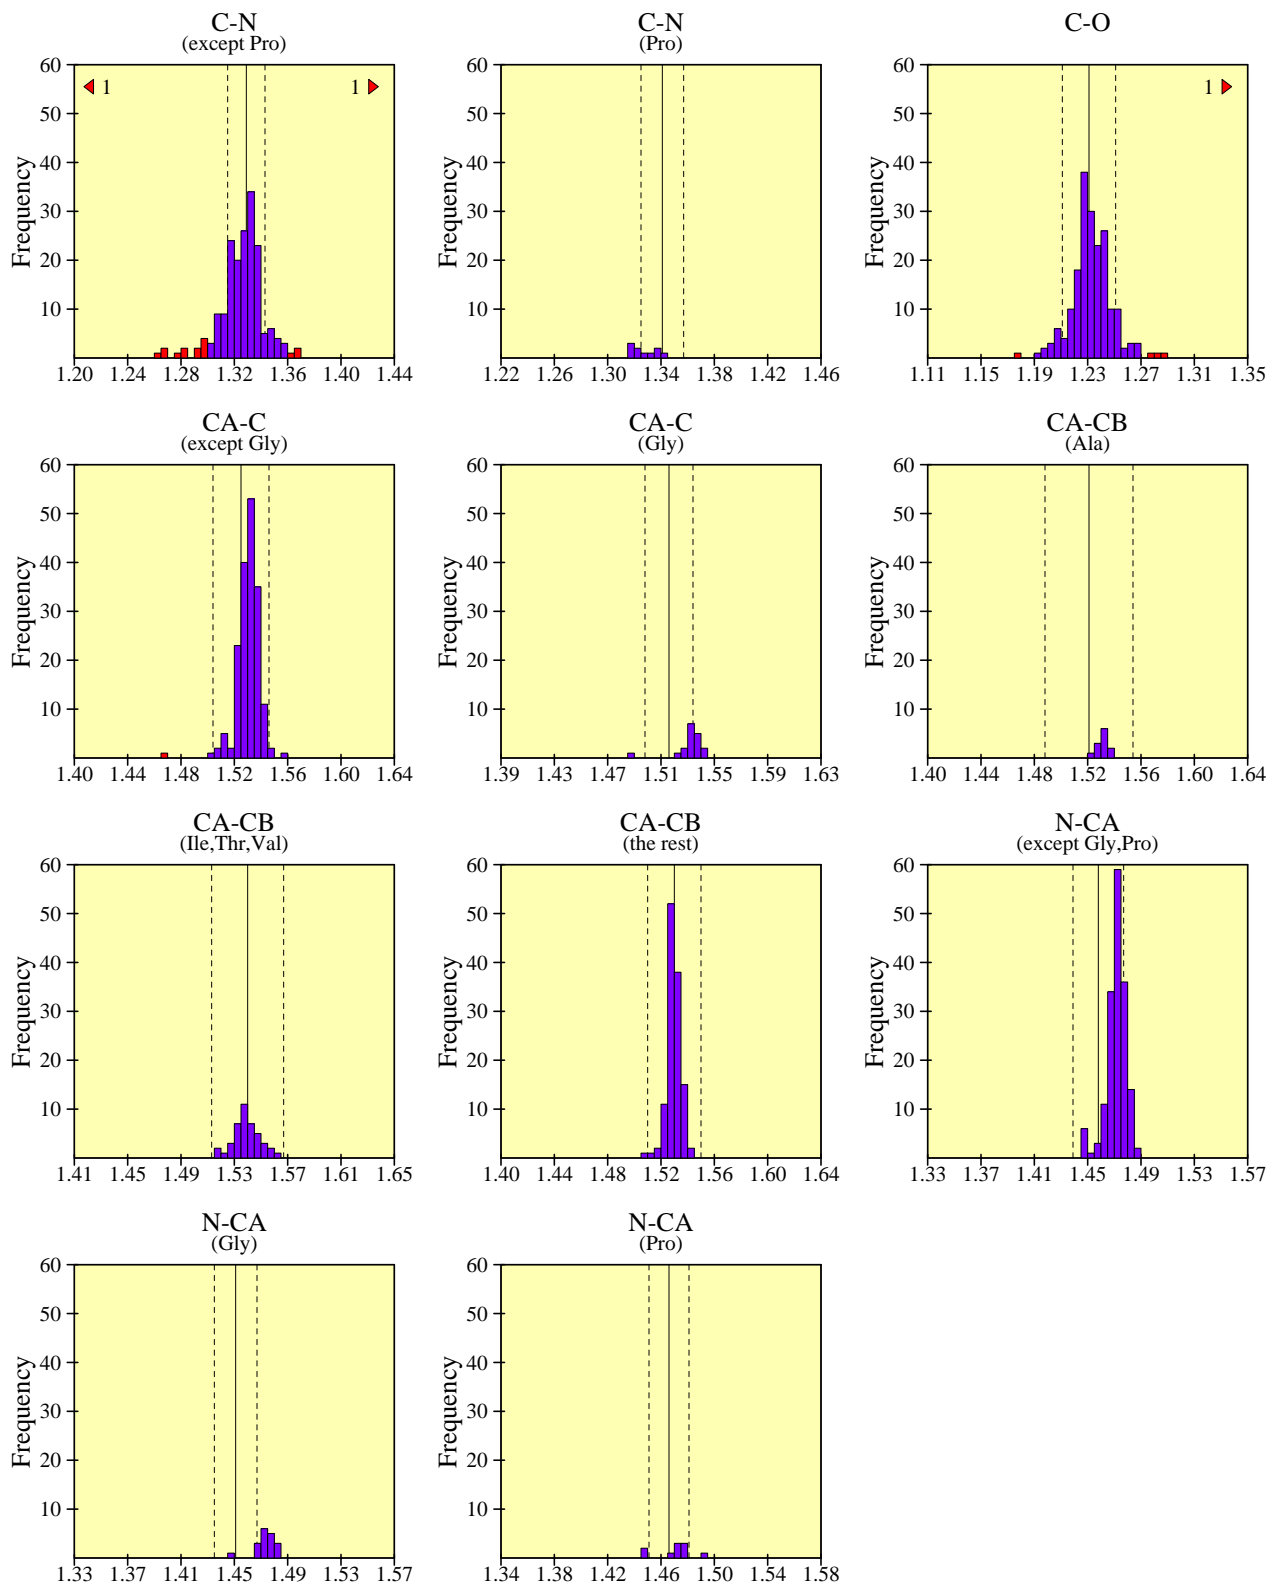 C-N
(except Pro)
C-N
(Pro)
C-O
Frequency
60
50
40
30
20
10
1
1
1.20 1.24 1.28 1.32 1.36 1.40 1.44
Frequency
60
50
40
30
20
10
1.22 1.26 1.30 1.34 1.38 1.42 1.46
Frequency
60
50
40
30
20
10
1
1.11 1.15 1.19 1.23 1.27 1.31 1.35
CA-C
(except Gly)
CA-C
(Gly)
CA-CB
(Ala)
Frequency
60
50
40
30
20
10
1.40 1.44 1.48 1.52 1.56 1.60 1.64
Frequency
60
50
40
30
20
10
1.39 1.43 1.47 1.51 1.55 1.59 1.63
Frequency
60
50
40
30
20
10
1.40 1.44 1.48 1.52 1.56 1.60 1.64
CA-CB
(Ile,Thr,Val)
CA-CB
(the rest)
N-CA
(except Gly,Pro)
Frequency
60
50
40
30
20
10
1.41 1.45 1.49 1.53 1.57 1.61 1.65
Frequency
60
50
40
30
20
10
1.40 1.44 1.48 1.52 1.56 1.60 1.64
Frequency
60
50
40
30
20
10
1.33 1.37 1.41 1.45 1.49 1.53 1.57
N-CA
(Gly)
N-CA
(Pro)
Frequency
60
50
40
30
20
10
1.33 1.37 1.41 1.45 1.49 1.53 1.57
Frequency
60
50
40
30
20
10
1.34 1.38 1.42 1.46 1.50 1.54 1.58